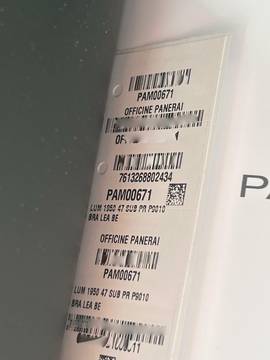 PAM00671
OFFICINE PANERAI
7613268802434
PAM00671
LUM 1950 47 SUB PR P9010
BRA LEA BE
OFFICINE PANERAI
PAM00671
LUM 1950 47 SUB PR P9010
BRA LEA BE